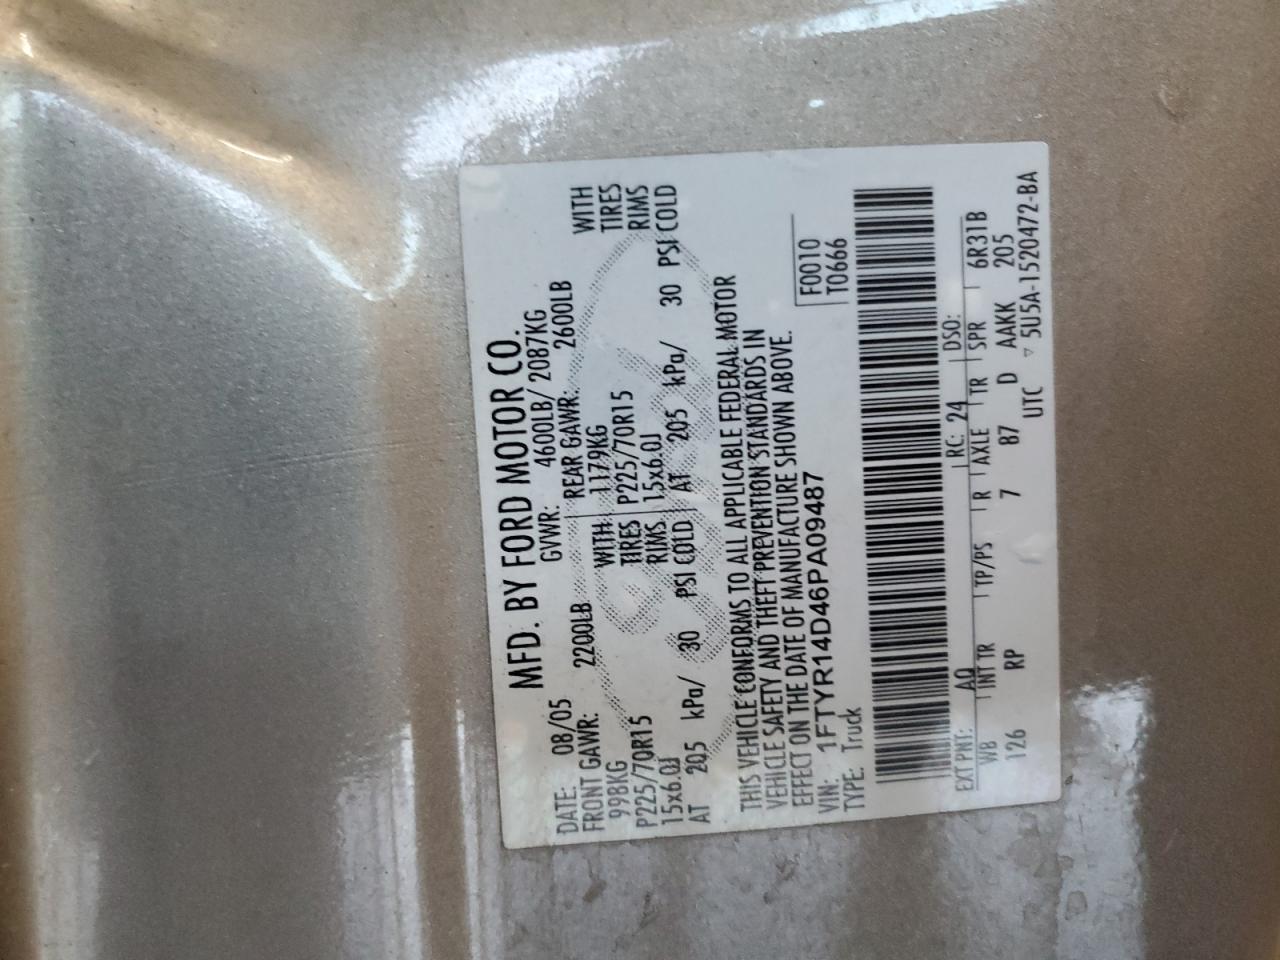 MFD. BY FORD MOTOR CO.
DATE: 08/05 GVWR: 4600LB/ 2087KG
FRONT GAWR: 2200LB REAR GAWR: 2600LB
998KG WITH 1179KG WITH
P225/70R15 TIRES P225/70R15 TIRES
15x6.0J RIMS 15x6.0J RIMS
AT 205 kPa/ 30 PSI COLD AT 205 kPa/ 30 PSI COLD
THIS VEHICLE CONFORMS TO ALL APPLICABLE FEDERAL MOTOR
VEHICLE SAFETY AND THEFT PREVENTION STANDARDS IN
EFFECT ON THE DATE OF MANUFACTURE SHOWN ABOVE.
VIN: 1FTYR14D46PA09487 F0010
TYPE: Truck T0666
EXT PNT: AQ RC: 24 DSO:
WB INT TR TP/PS R AXLE TR SPR 6R31B
126 RP 7 87 D AAKK 205
UTC ▽ 5U5A-1520472-BA